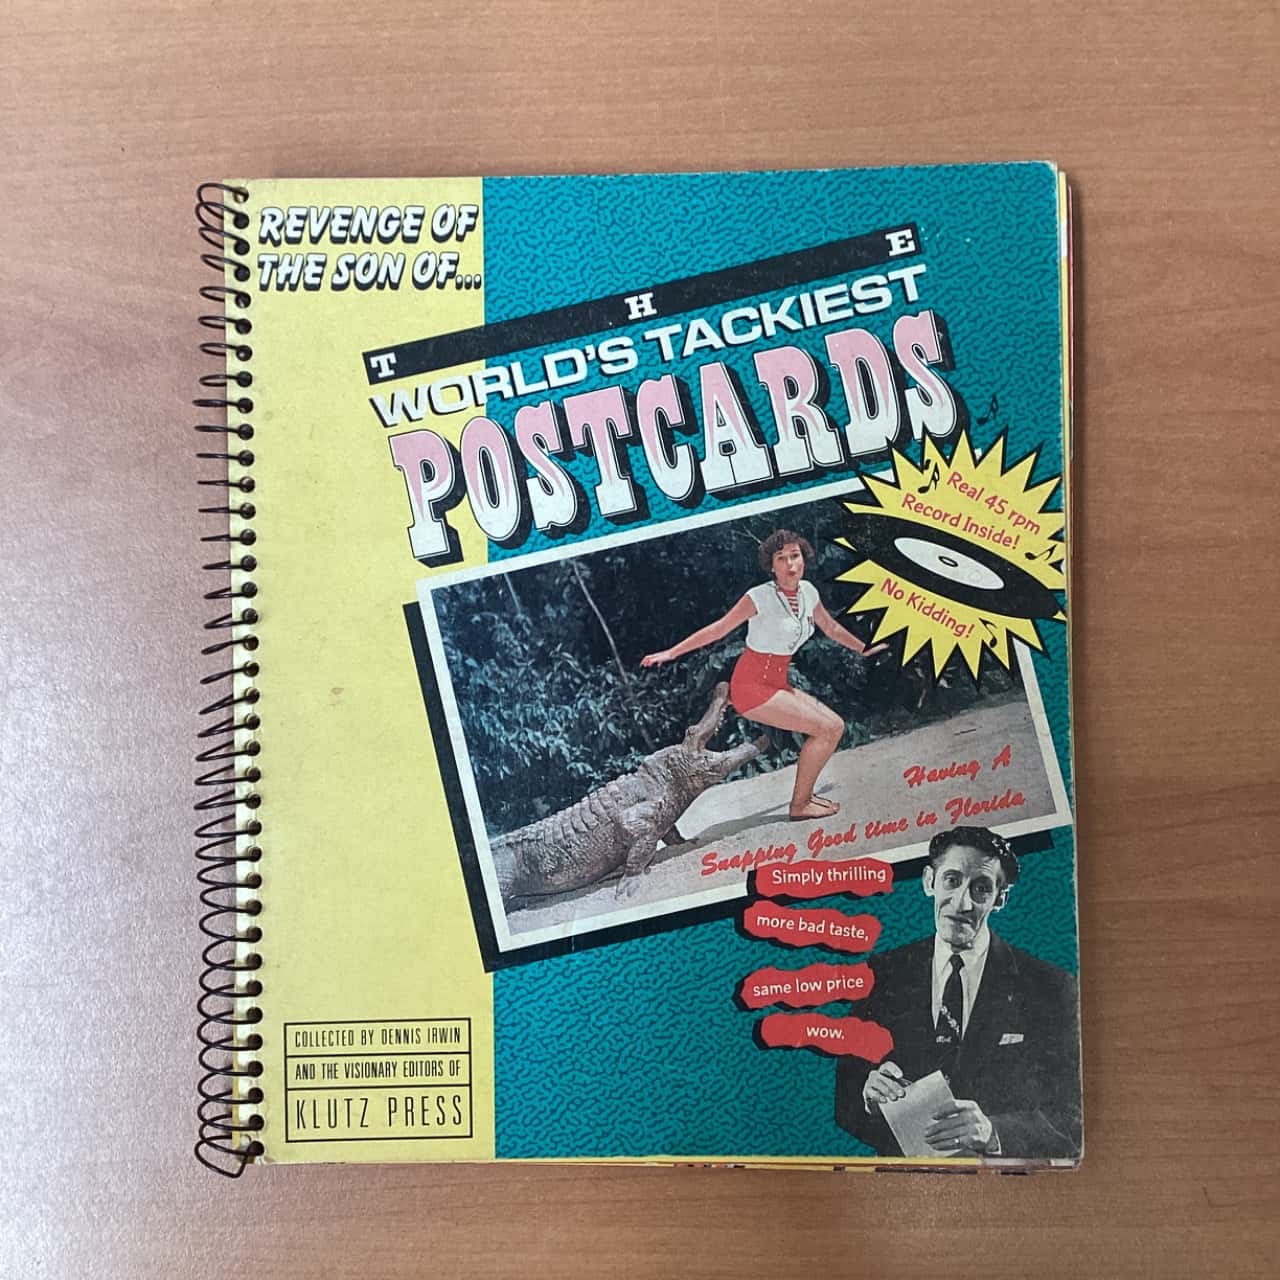 REVENGE OF
THE SON OF...
THE
WORLD'S TACKIEST
POSTCARDS
Real 45 rpm
Record Inside!
No Kidding!
Having A
Snapping Good time in Florida
Simply thrilling
more bad taste,
same low price
wow.
COLLECTED BY DENNIS IRWIN
AND THE VISIONARY EDITORS OF
KLUTZ PRESS